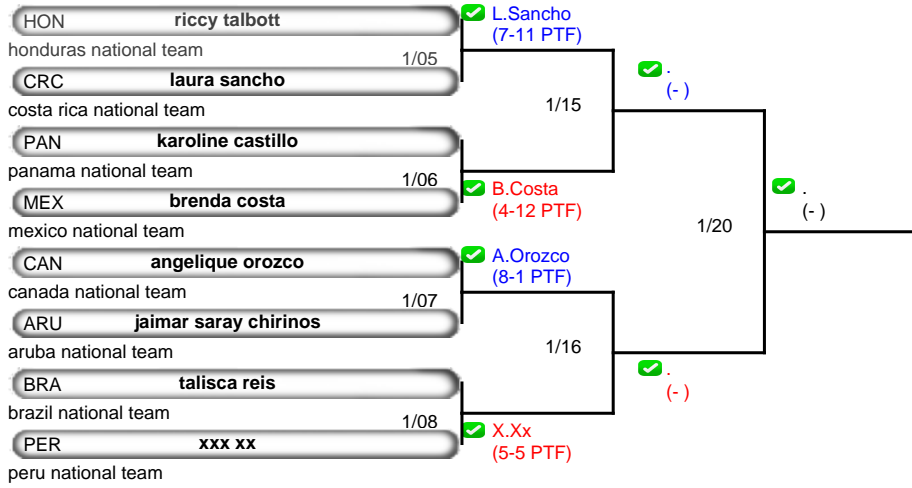 HON riccy talbott
honduras national team
1/05
CRC laura sancho
costa rica national team
PAN karoline castillo
panama national team
1/06
MEX brenda costa
mexico national team
CAN angelique orozco
canada national team
1/07
ARU jaimar saray chirinos
aruba national team
BRA talisca reis
brazil national team
1/08
PER xxx xx
peru national team
L.Sancho
(7-11 PTF)
1/15
B.Costa
(4-12 PTF)
A.Orozco
(8-1 PTF)
1/16
X.Xx
(5-5 PTF)
.
(- )
1/20
.
(- )
.
(- )